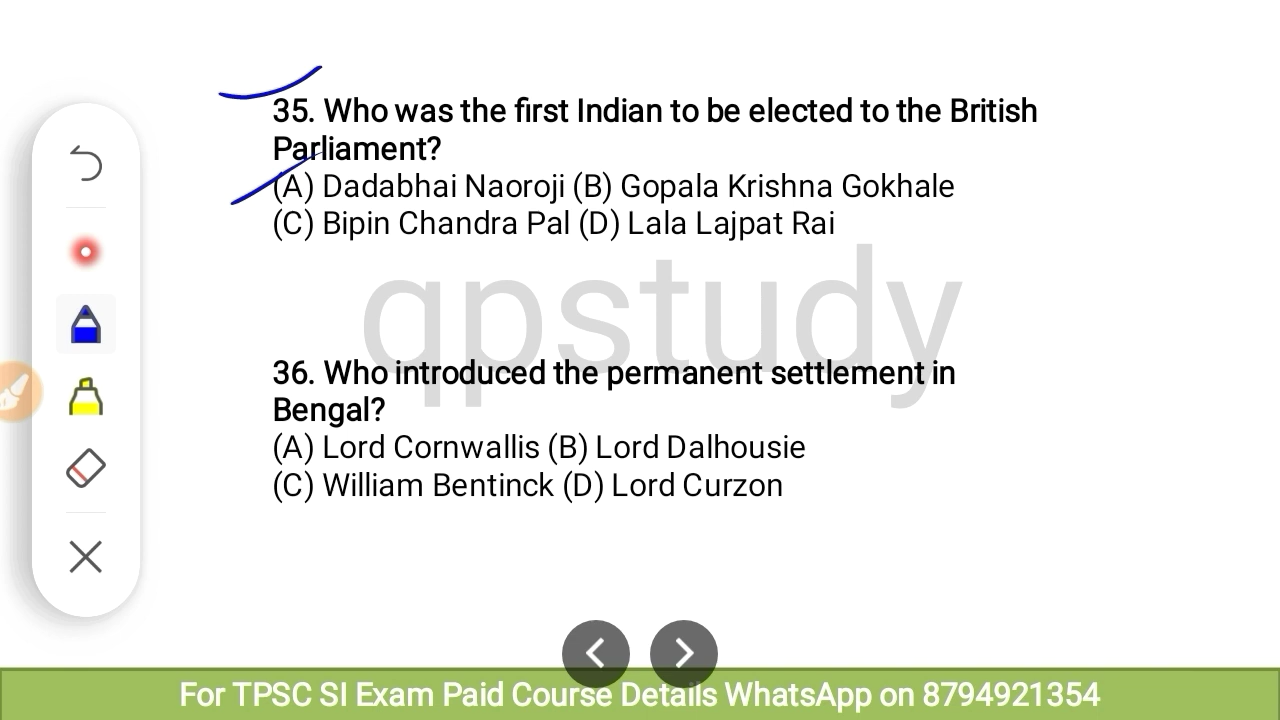 35. Who was the first Indian to be elected to the British
Parliament?
(A) Dadabhai Naoroji (B) Gopala Krishna Gokhale
(C) Bipin Chandra Pal (D) Lala Lajpat Rai
qpstudy
36. Who introduced the permanent settlement in
Bengal?
(A) Lord Cornwallis (B) Lord Dalhousie
(C) William Bentinck (D) Lord Curzon
For TPSC SI Exam Paid Course Details WhatsApp on 8794921354